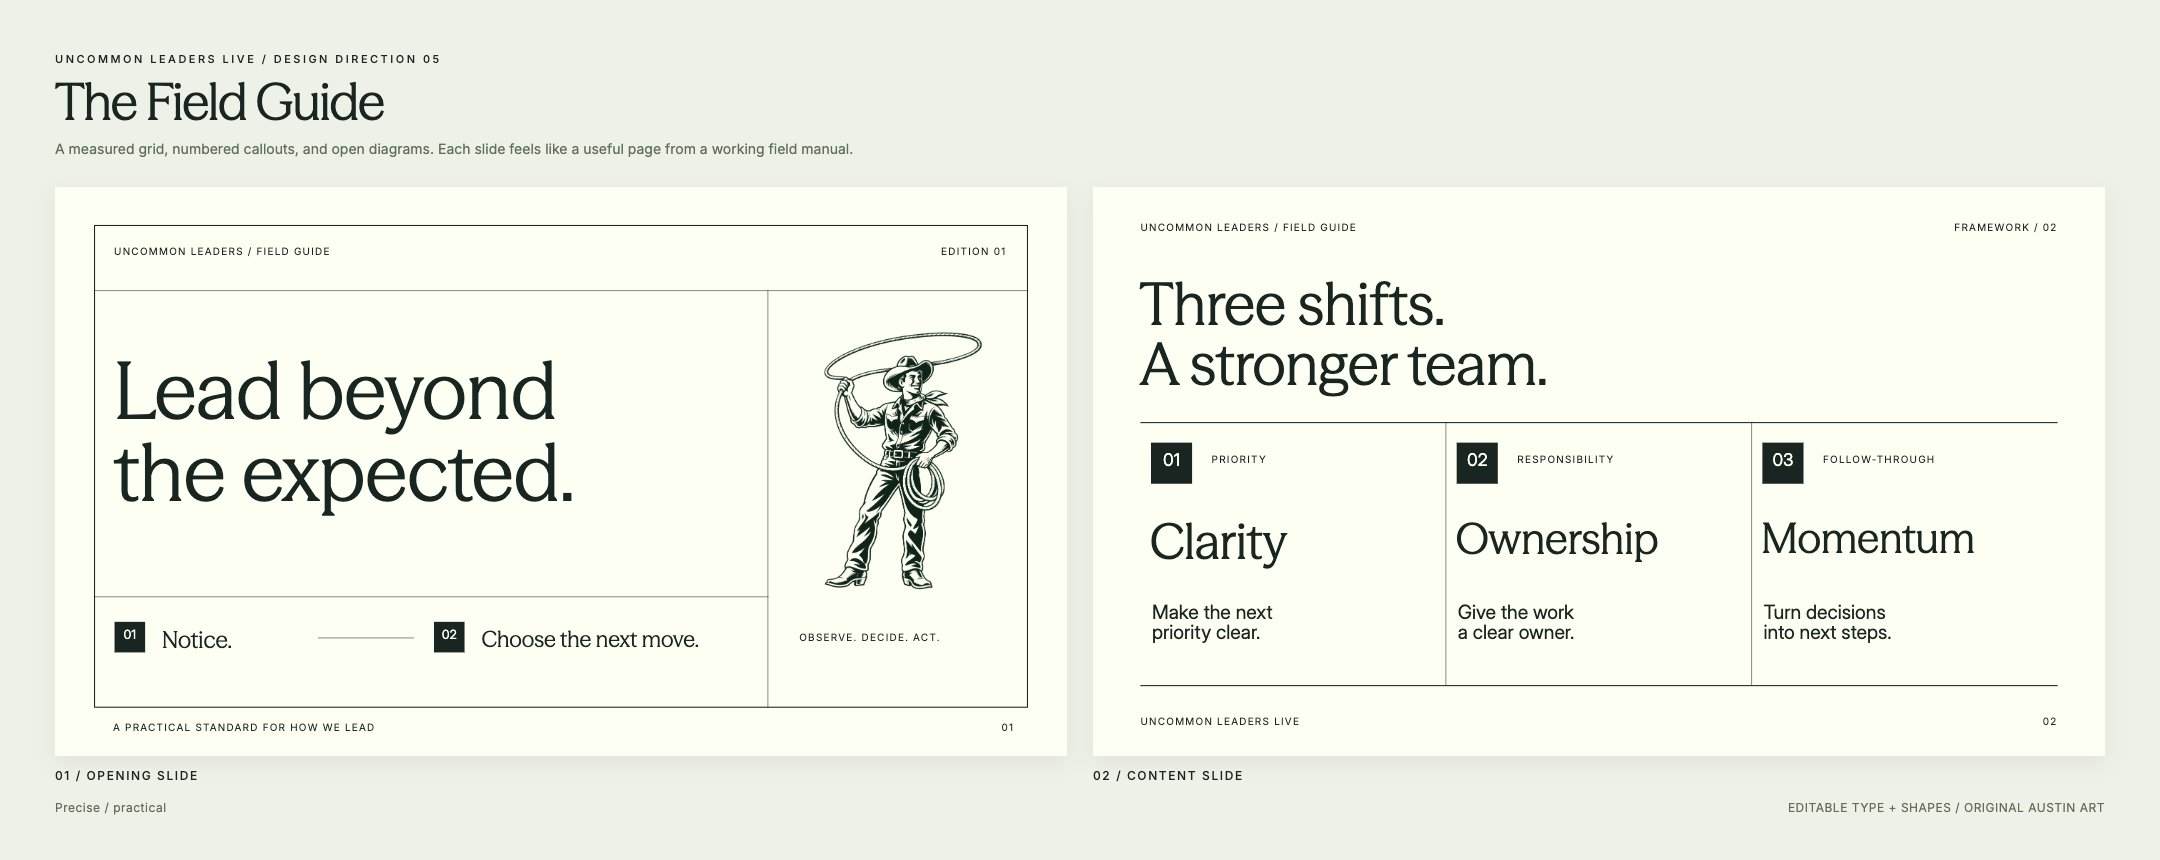 UNCOMMON LEADERS LIVE / DESIGN DIRECTION 05
The Field Guide
A measured grid, numbered callouts, and open diagrams. Each slide feels like a useful page from a working field manual.
UNCOMMON LEADERS / FIELD GUIDE
EDITION 01
Lead beyond
the expected.
01 Notice.
02 Choose the next move.
OBSERVE. DECIDE. ACT.
A PRACTICAL STANDARD FOR HOW WE LEAD
01
01 / OPENING SLIDE
Precise / practical
UNCOMMON LEADERS / FIELD GUIDE
FRAMEWORK / 02
Three shifts.
A stronger team.
01 PRIORITY
Clarity
Make the next
priority clear.
02 RESPONSIBILITY
Ownership
Give the work
a clear owner.
03 FOLLOW-THROUGH
Momentum
Turn decisions
into next steps.
UNCOMMON LEADERS LIVE
02
02 / CONTENT SLIDE
EDITABLE TYPE + SHAPES / ORIGINAL AUSTIN ART